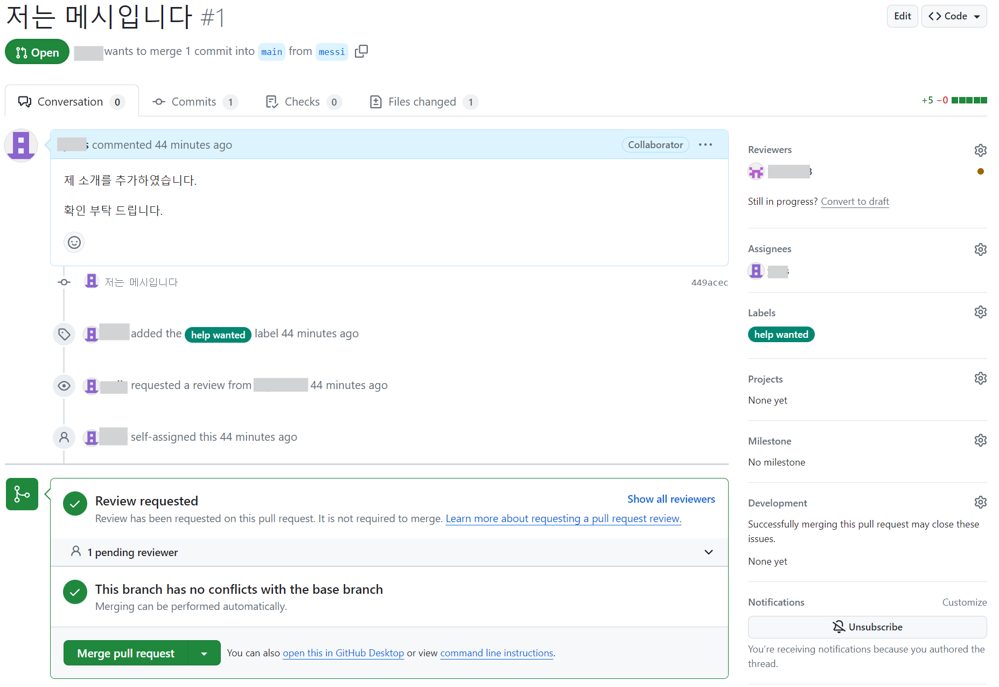 저는 메시입니다 #1
Edit
Code
Open
wants to merge 1 commit into main from messi
Conversation 0
Commits 1
Checks 0
Files changed 1
+5 −0
commented 44 minutes ago
Collaborator
제 소개를 추가하였습니다.
확인 부탁 드립니다.
저는 메시입니다
449acec
added the help wanted label 44 minutes ago
requested a review from 44 minutes ago
self-assigned this 44 minutes ago
Review requested
Show all reviewers
Review has been requested on this pull request. It is not required to merge. Learn more about requesting a pull request review.
1 pending reviewer
This branch has no conflicts with the base branch
Merging can be performed automatically.
Merge pull request
You can also open this in GitHub Desktop or view command line instructions.
Reviewers
Still in progress? Convert to draft
Assignees
Labels
help wanted
Projects
None yet
Milestone
No milestone
Development
Successfully merging this pull request may close these
issues.
None yet
Notifications
Customize
Unsubscribe
You’re receiving notifications because you authored the
thread.